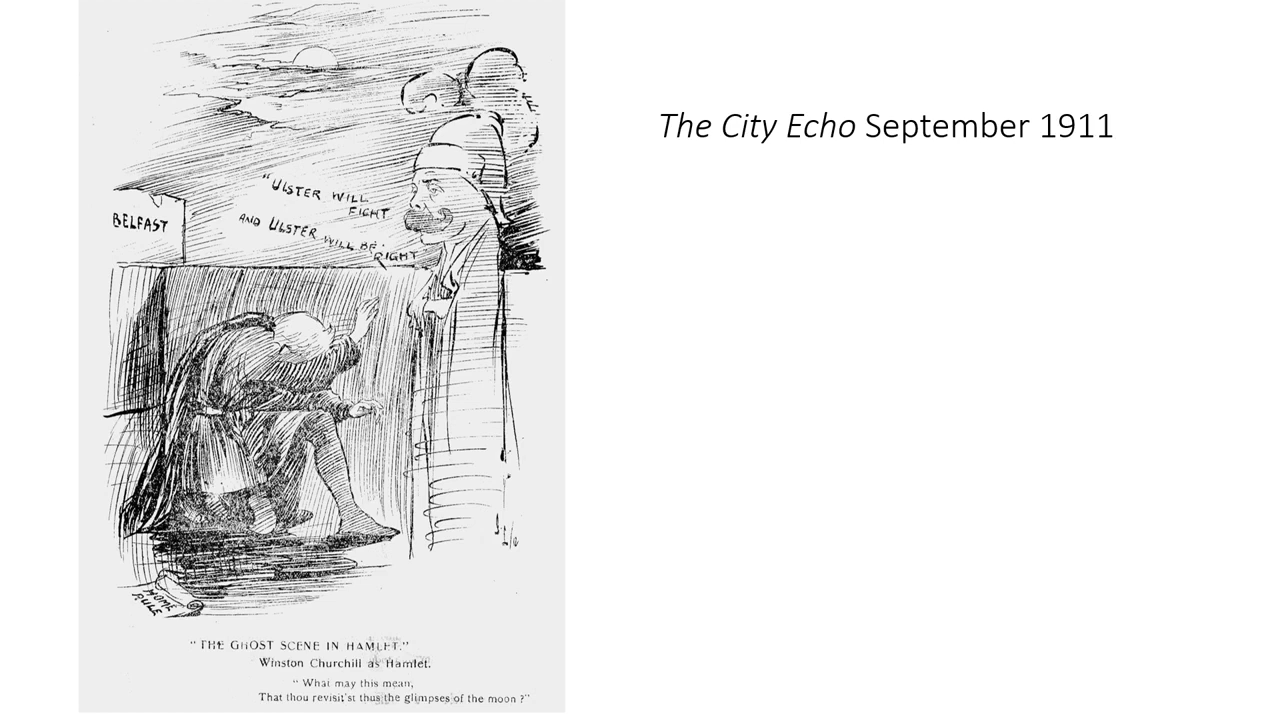 The City Echo September 1911
"ULSTER WILL
FIGHT
AND ULSTER WILL BE
RIGHT
BELFAST
HOME
RULE
"THE GHOST SCENE IN HAMLET."
Winston Churchill as Hamlet.
"What may this mean,
That thou revisit'st thus the glimpses of the moon ?"